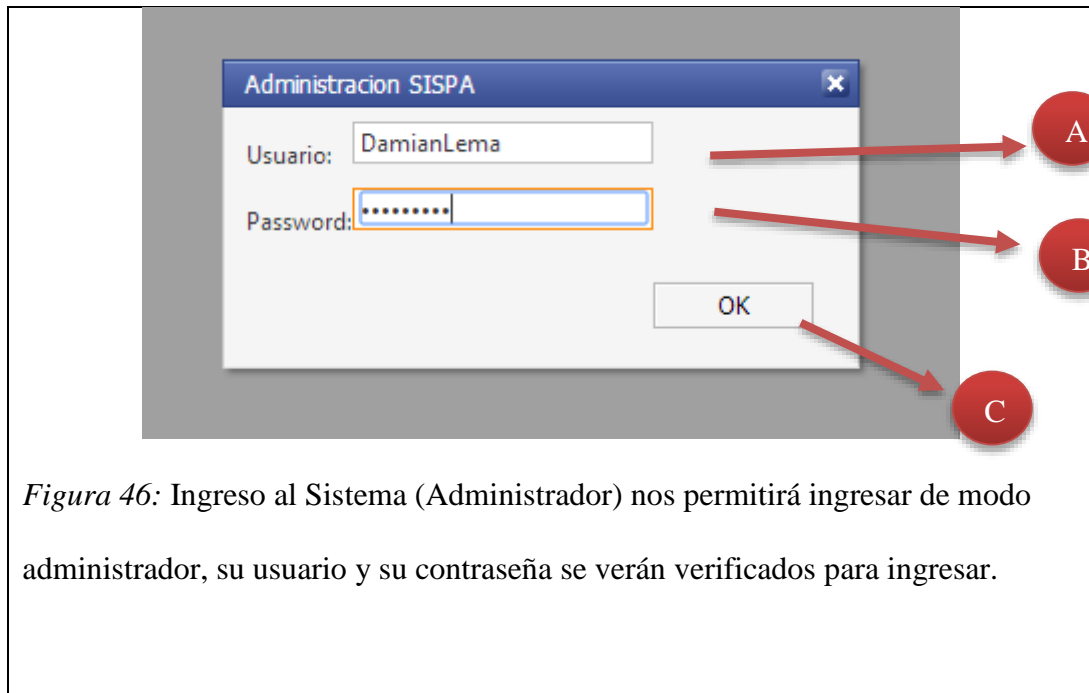 Administracion SISPA
Usuario: DamianLema
A
Password: •••••••••
B
OK
C
Figura 46: Ingreso al Sistema (Administrador) nos permitirá ingresar de modo
administrador, su usuario y su contraseña se verán verificados para ingresar.